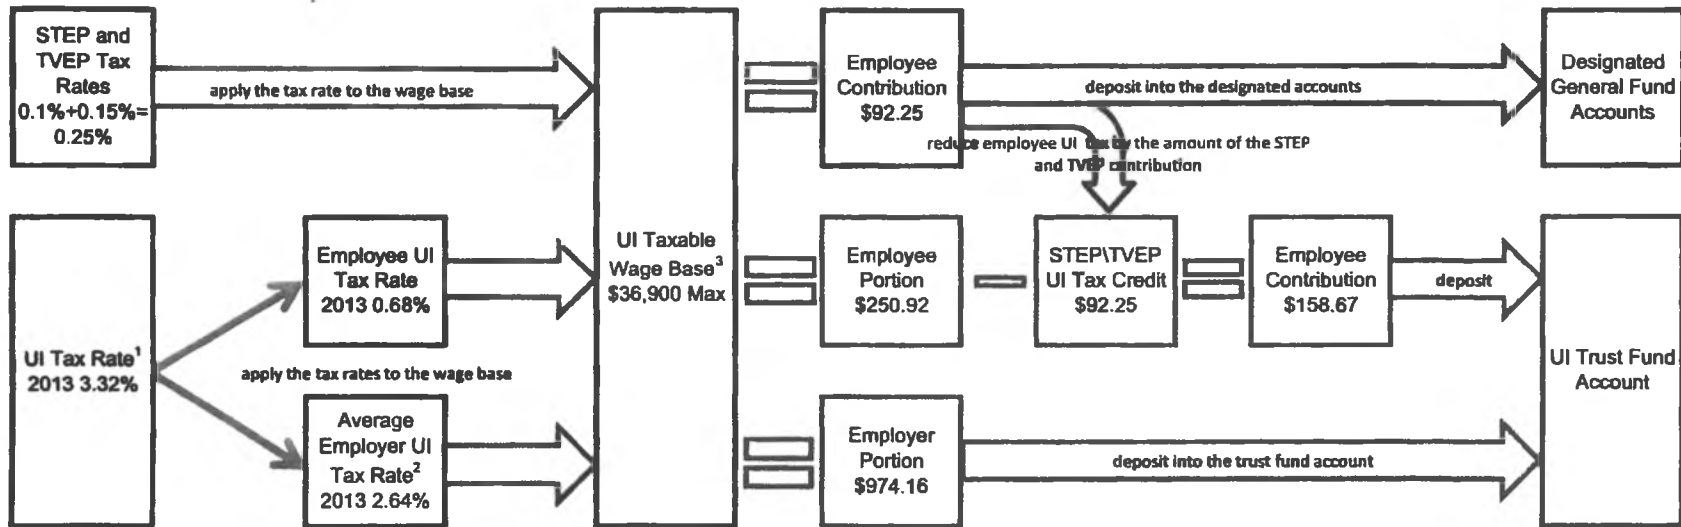 STEP and
TVEP Tax
Rates
0.1%+0.15%=
0.25%
apply the tax rate to the wage base
UI Taxable
Wage Base³
$36,900 Max
Employee
Contribution
$92.25
deposit into the designated accounts
Designated
General Fund
Accounts
reduce employee UI tax by the amount of the STEP
and TVEP contribution
UI Tax Rate¹
2013 3.32%
Employee UI
Tax Rate
2013 0.68%
apply the tax rates to the wage base
Average
Employer UI
Tax Rate²
2013 2.64%
Employee
Portion
$250.92
STEP\TVEP
UI Tax Credit
$92.25
Employee
Contribution
$158.67
deposit
UI Trust Fund
Account
Employer
Portion
$974.16
deposit into the trust fund account